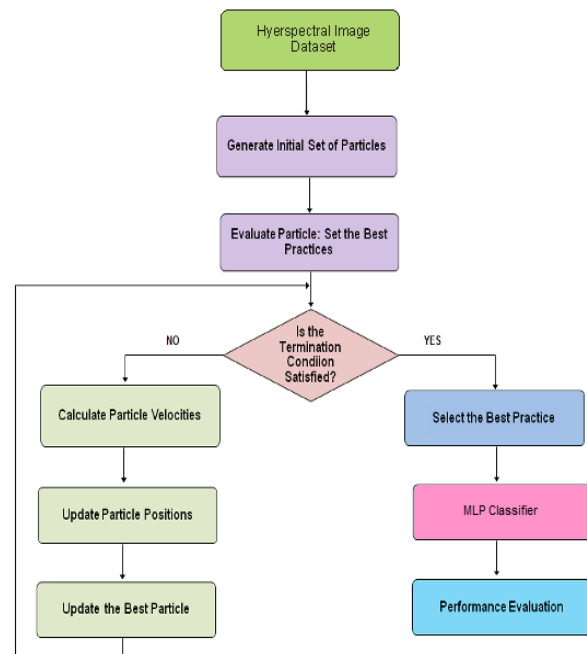 Hyerspectral Image
Dataset
Generate Initial Set of Particles
Evaluate Particle: Set the Best
Practices
Is the
Termination
Condiion
Satisfied?
NO
YES
Calculate Particle Velocities
Select the Best Practice
Update Particle Positions
MLP Classifier
Update the Best Particle
Performance Evaluation